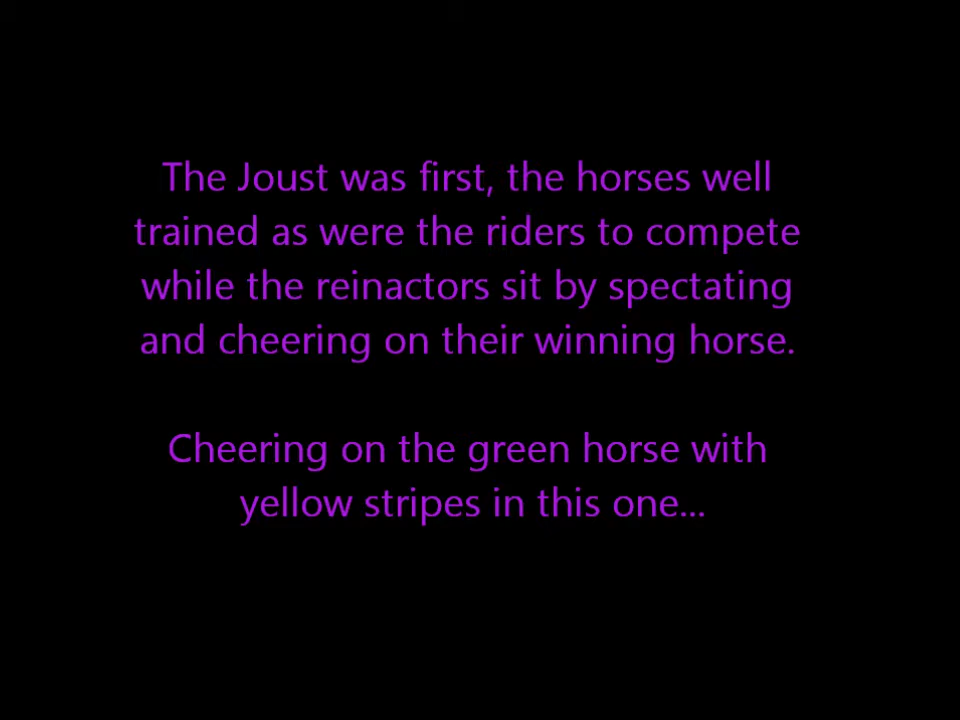 The Joust was first, the horses well
trained as were the riders to compete
while the reinactors sit by spectating
and cheering on their winning horse.
Cheering on the green horse with
yellow stripes in this one...